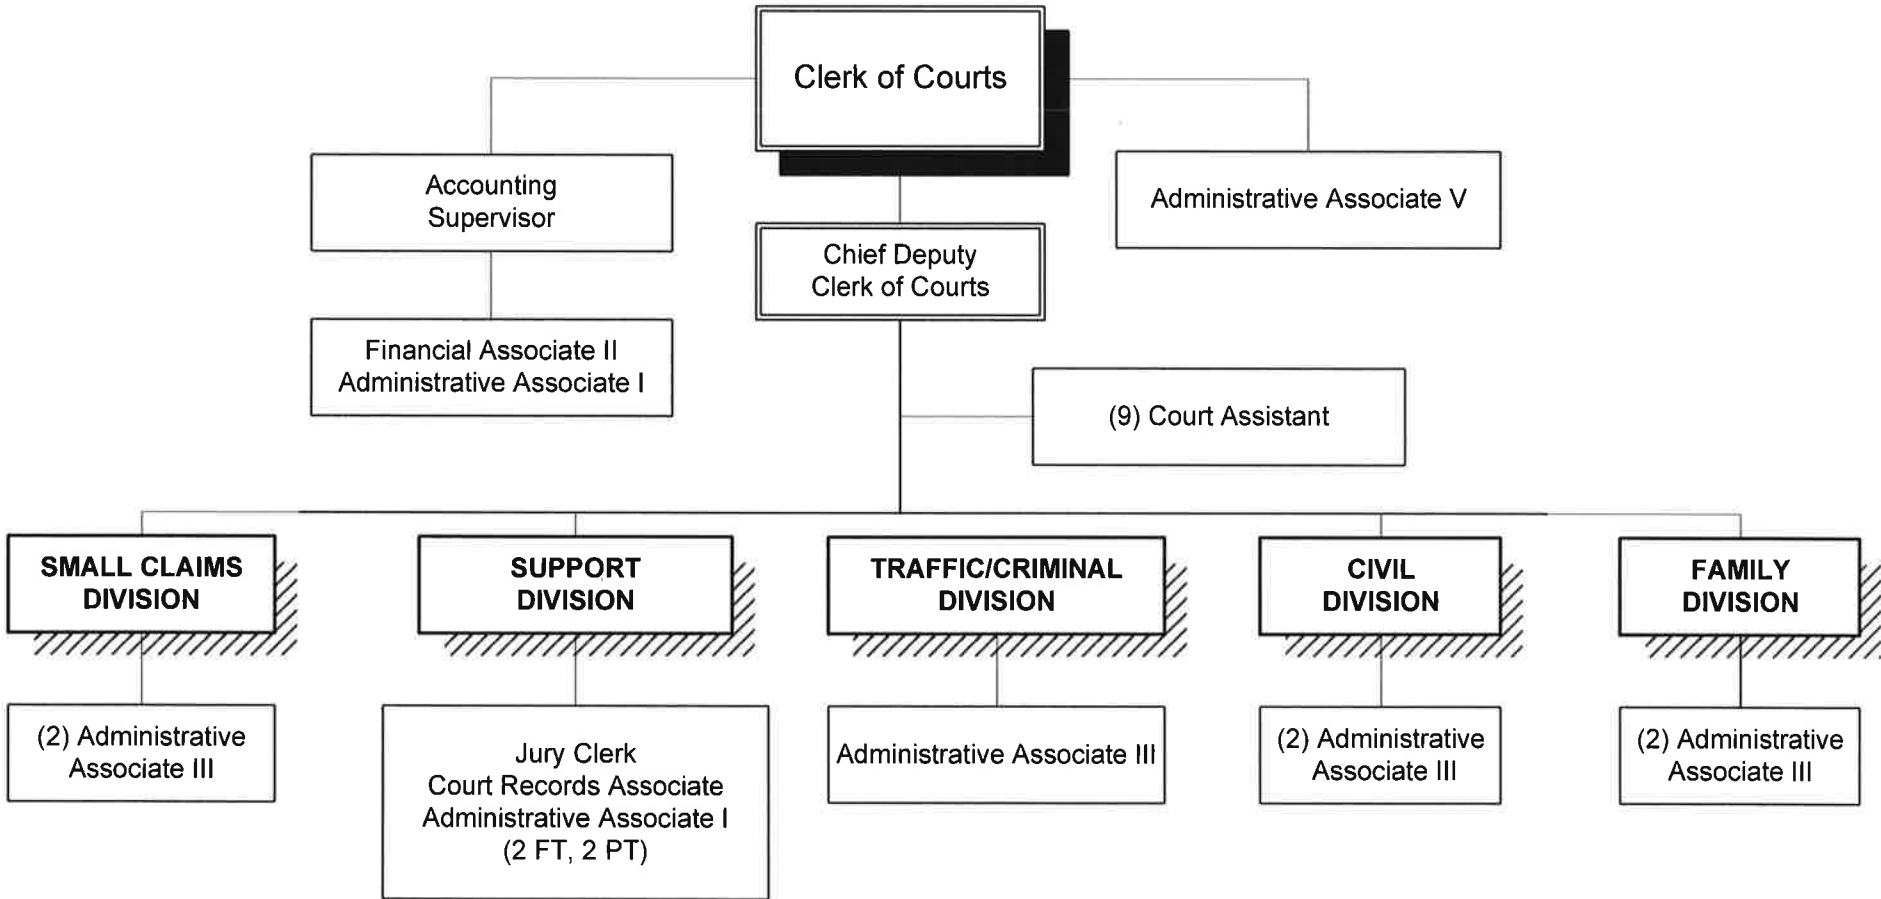 Clerk of Courts
Accounting
Supervisor
Administrative Associate V
Chief Deputy
Clerk of Courts
Financial Associate II
Administrative Associate I
(9) Court Assistant
SMALL CLAIMS
DIVISION
SUPPORT
DIVISION
TRAFFIC/CRIMINAL
DIVISION
CIVIL
DIVISION
FAMILY
DIVISION
(2) Administrative
Associate III
Jury Clerk
Court Records Associate
Administrative Associate I
(2 FT, 2 PT)
Administrative Associate III
(2) Administrative
Associate III
(2) Administrative
Associate III